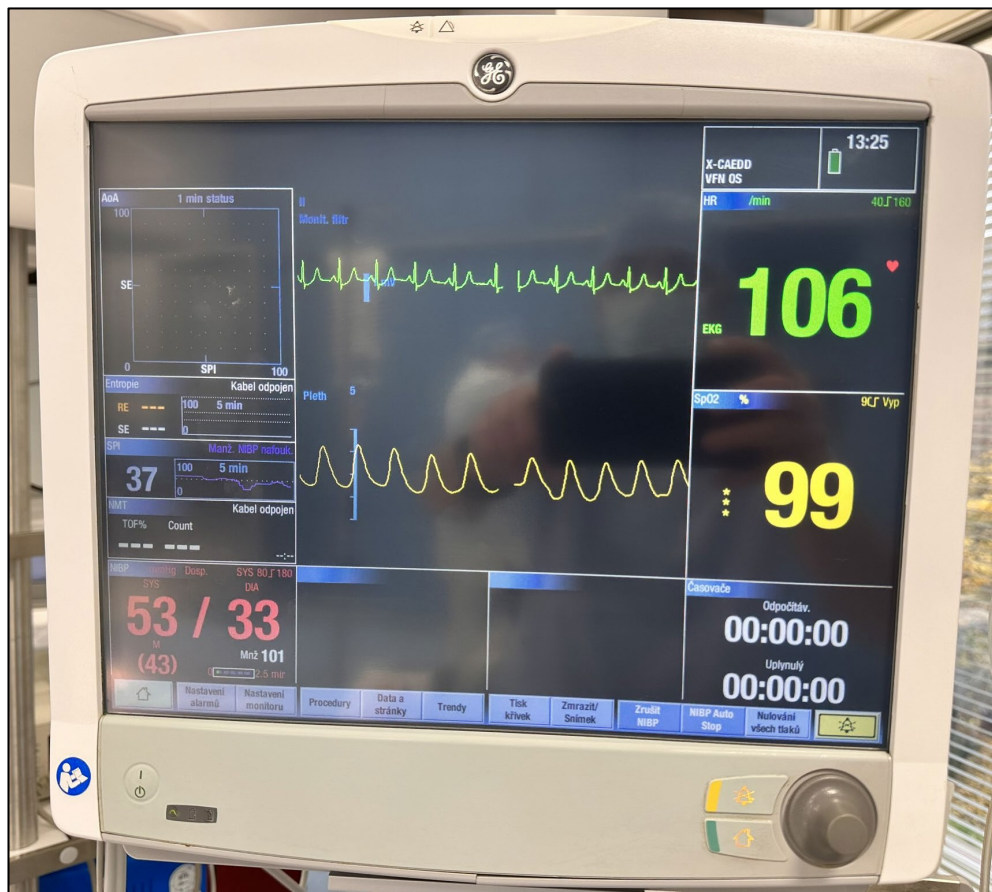 GE
X-CAEDD
VFN OS
13:25
AoA 1 min status
100
SE
0 SPI 100
II
Monit. filtr
HR /min 40 160
EKG 106
Entropie Kabel odpojen
RE ---
SE ---
100 5 min
0
SPI Manž. NIBP nafouk.
37
100 5 min
0
NMT Kabel odpojen
TOF% Count
--- ---
--:--
Pleth 5
SpO2 % 90 Vyp
99
NIBP Dosp. SYS 80 180
SYS DIA
53 / 33
M
(43)
Mnž 101
2.5 min
Časovače
Odpočítáv.
00:00:00
Uplynulý
00:00:00
Nastavení alarmů
Nastavení monitoru
Procedury
Data a stránky
Trendy
Tisk křivek
Zmrazit/ Snímek
Zrušit NIBP
NIBP Auto Stop
Nulování všech tlaků